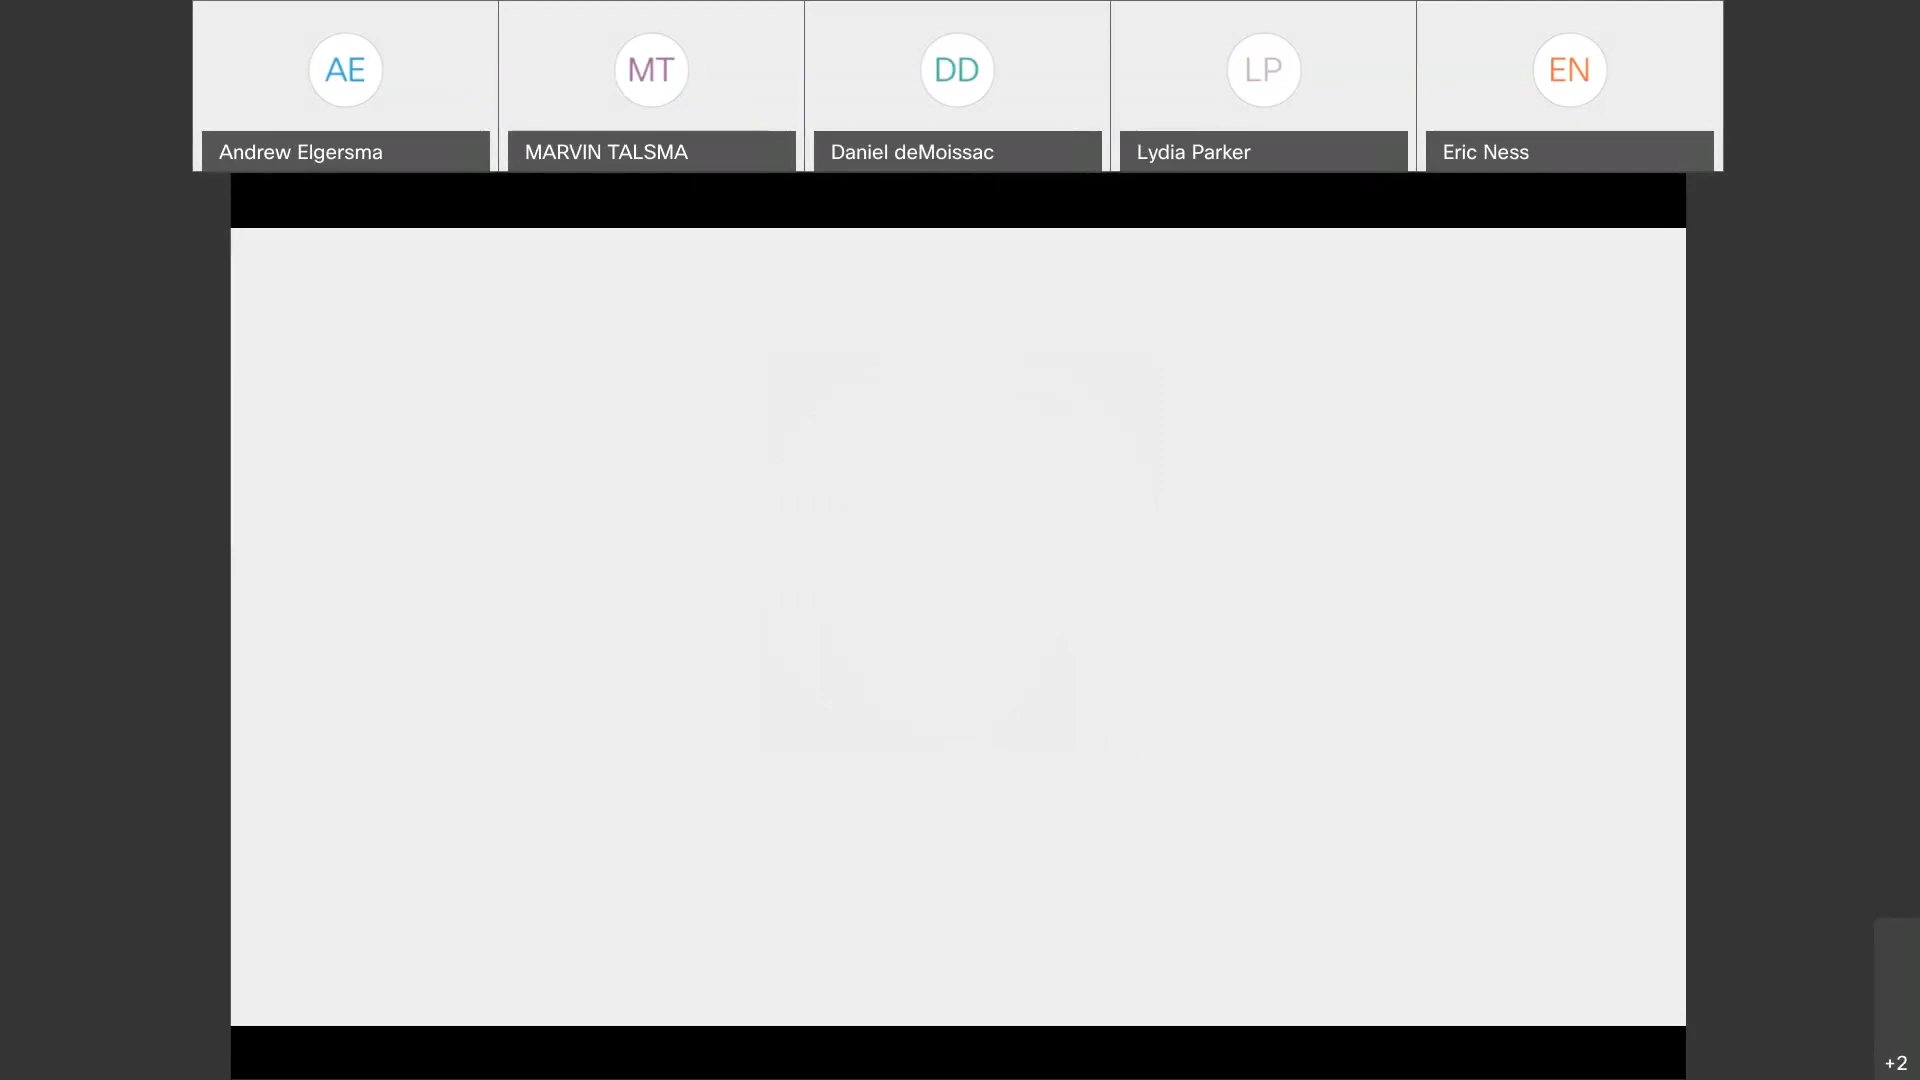 AE
MT
DD
LP
EN
Andrew Elgersma
MARVIN TALSMA
Daniel deMoissac
Lydia Parker
Eric Ness
+2